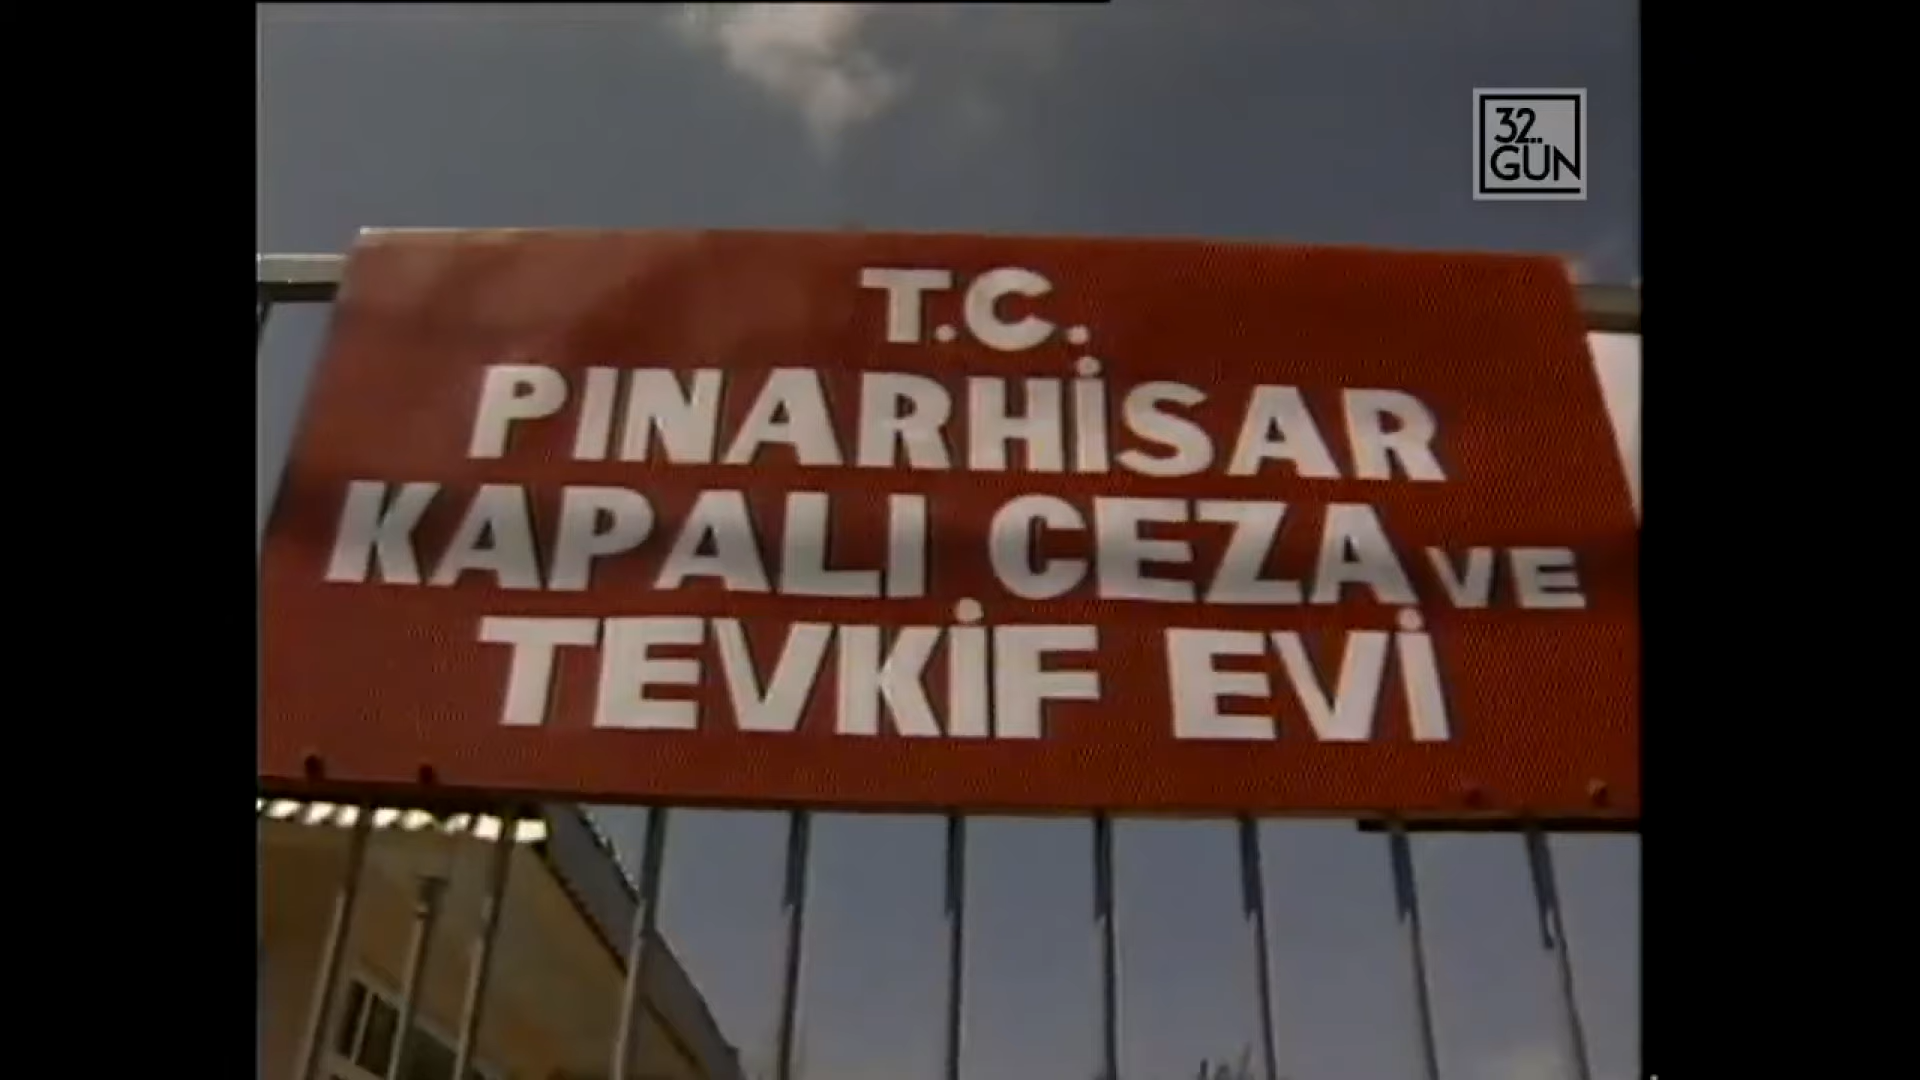 32.
GÜN
T.C.
PINARHİSAR
KAPALI CEZA VE
TEVKİF EVİ